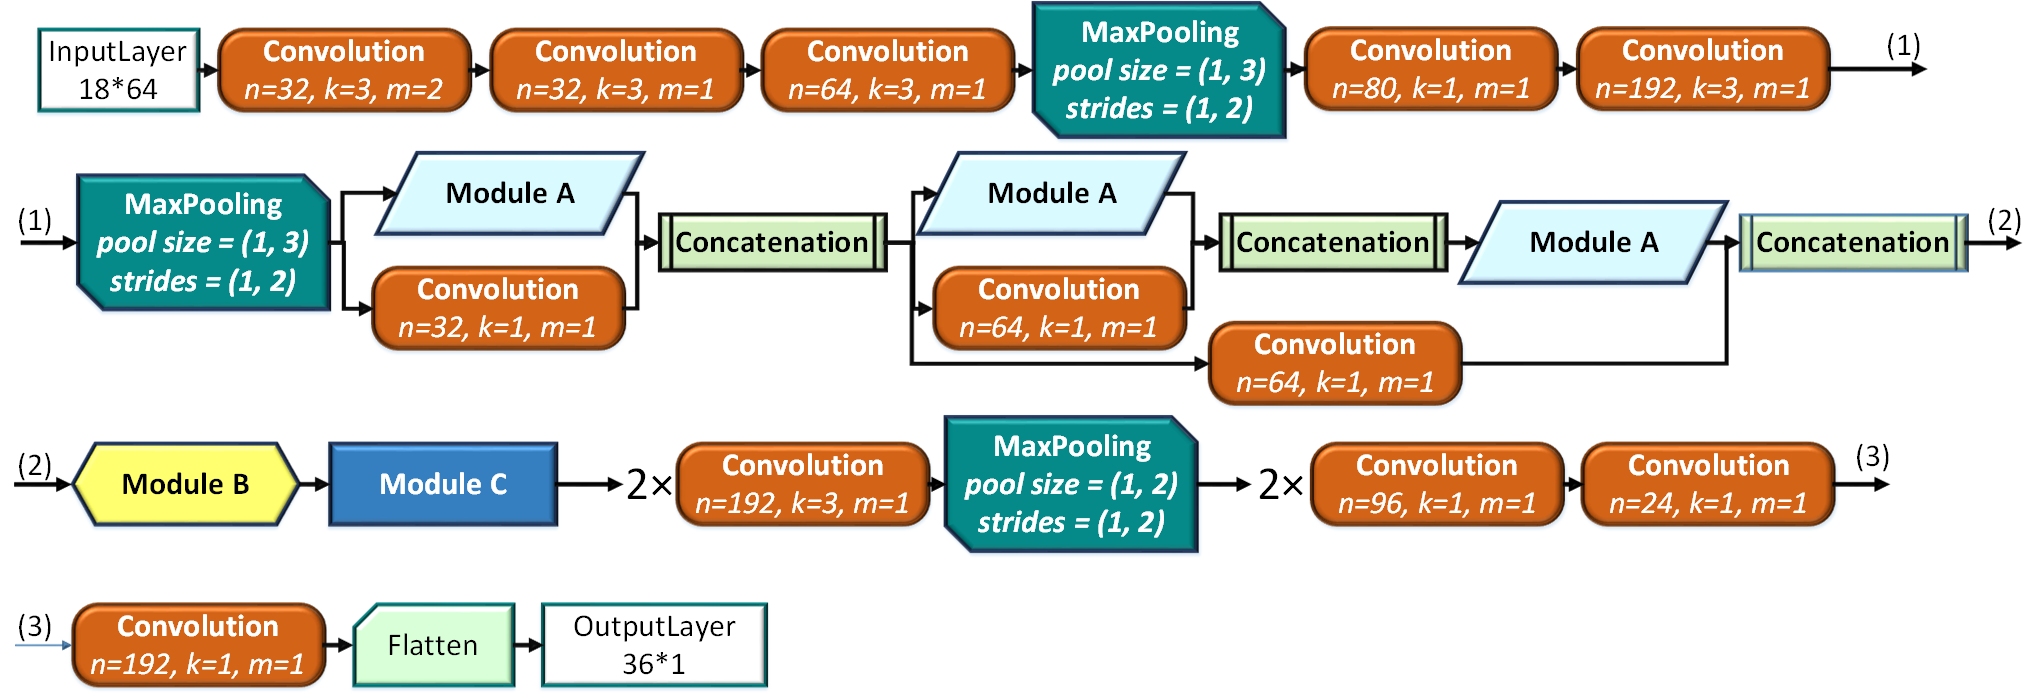 InputLayer
18*64
Convolution
n=32, k=3, m=2
Convolution
n=32, k=3, m=1
Convolution
n=64, k=3, m=1
MaxPooling
pool size = (1, 3)
strides = (1, 2)
Convolution
n=80, k=1, m=1
Convolution
n=192, k=3, m=1
(1)
(1)
MaxPooling
pool size = (1, 3)
strides = (1, 2)
Module A
Convolution
n=32, k=1, m=1
Concatenation
Module A
Convolution
n=64, k=1, m=1
Concatenation
Convolution
n=64, k=1, m=1
Module A
Concatenation
(2)
(2)
Module B
Module C
2×
Convolution
n=192, k=3, m=1
MaxPooling
pool size = (1, 2)
strides = (1, 2)
2×
Convolution
n=96, k=1, m=1
Convolution
n=24, k=1, m=1
(3)
(3)
Convolution
n=192, k=1, m=1
Flatten
OutputLayer
36*1